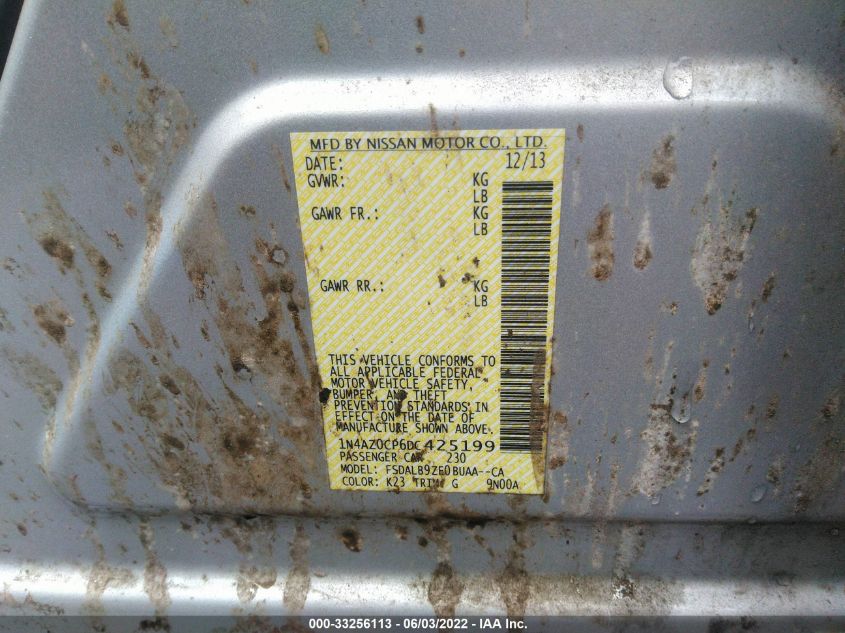 MFD BY NISSAN MOTOR CO., LTD.
DATE: 12/13
GVWR: KG
LB
GAWR FR.: KG
LB
GAWR RR.: KG
LB
THIS VEHICLE CONFORMS TO
ALL APPLICABLE FEDERAL
MOTOR VEHICLE SAFETY,
BUMPER, AND THEFT
PREVENTION STANDARDS IN
EFFECT ON THE DATE OF
MANUFACTURE SHOWN ABOVE.
1N4AZ0CP6DC425199
PASSENGER CAR 230
MODEL: FSDALB9ZE0BUAA--CA
COLOR: K23 TRIM G 9N00A
000-33256113 - 06/03/2022 - IAA Inc.